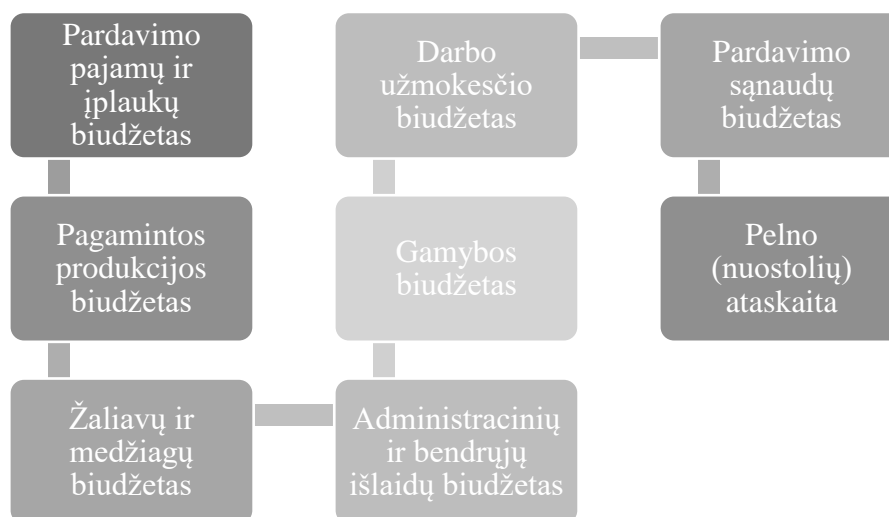 Pardavimo
pajamų ir
įplaukų
biudžetas
Pagamintos
produkcijos
biudžetas
Žaliavų ir
medžiagų
biudžetas
Administracinių
ir bendrųjų
išlaidų biudžetas
Gamybos
biudžetas
Darbo
užmokesčio
biudžetas
Pardavimo
sąnaudų
biudžetas
Pelno
(nuostolių)
ataskaita